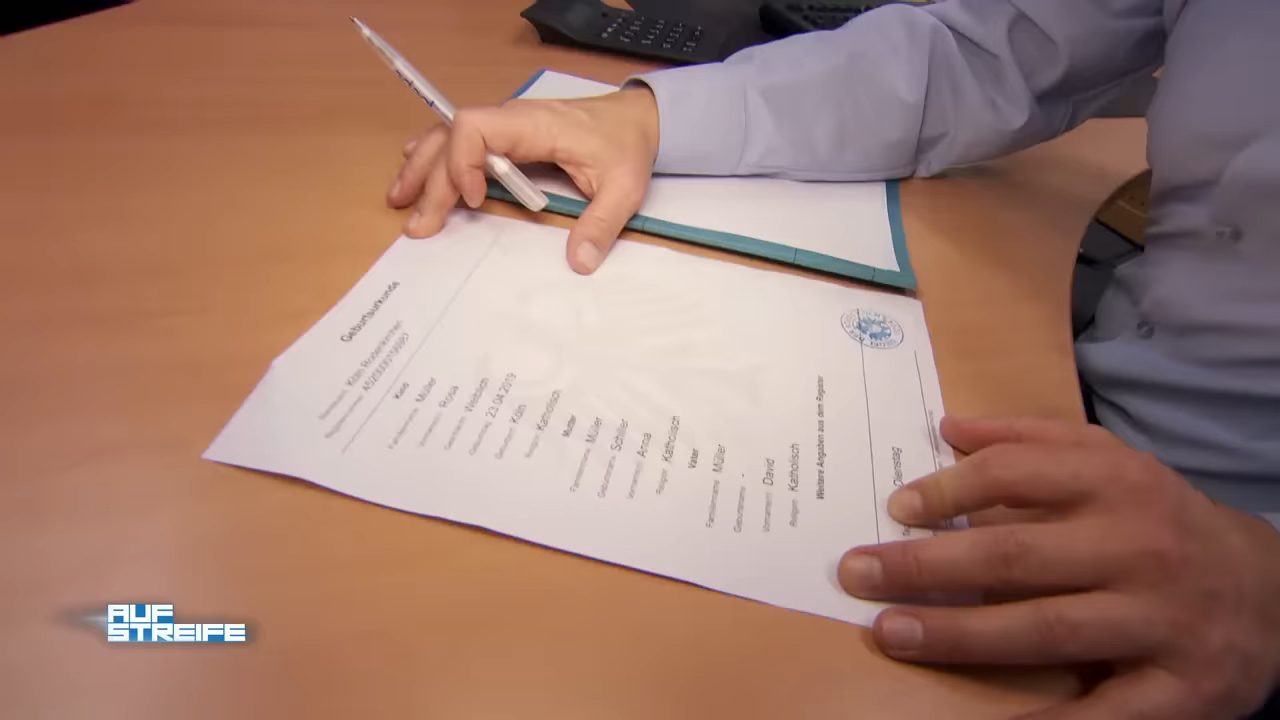 Geburtsurkunde
Köln Rodenkirchen
Kind
Familienname Müller
Vorname Rosa
Geschlecht Weiblich
Geburtstag 23.04.2019
Geburtsort Köln
Religion Katholisch
Mutter
Familienname Müller
Geburtsname Schiller
Vorname(n) Anna
Religion Katholisch
Vater
Familienname Müller
Geburtsname -
Vorname(n) David
Religion Katholisch
Weitere Angaben aus dem Register
Dienstag
AUF
STREIFE